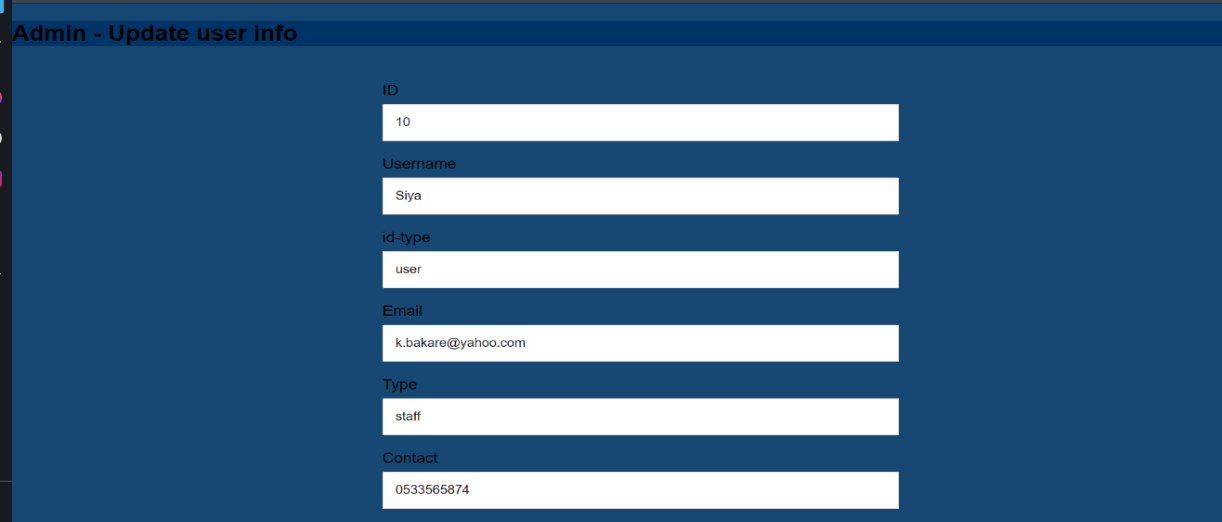 Admin - Update user info
ID
10
Username
Siya
id-type
user
Email
k.bakare@yahoo.com
Type
staff
Contact
0533565874